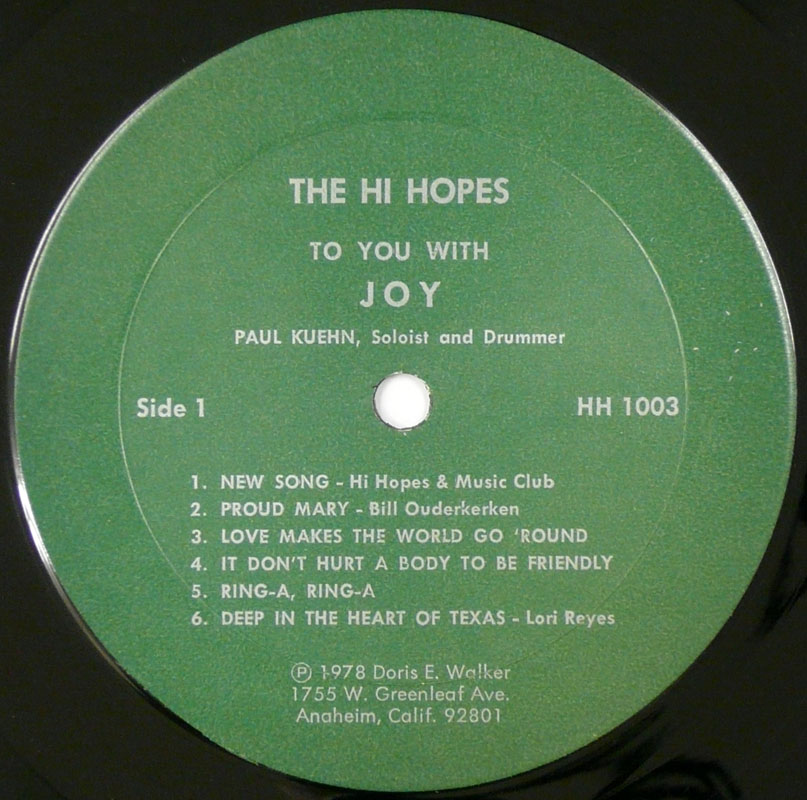 THE HI HOPES
TO YOU WITH
JOY
PAUL KUEHN, Soloist and Drummer
Side 1 HH 1003
1. NEW SONG - Hi Hopes & Music Club
2. PROUD MARY - Bill Ouderkerken
3. LOVE MAKES THE WORLD GO ‘ROUND
4. IT DON'T HURT A BODY TO BE FRIENDLY
5. RING-A, RING-A
6. DEEP IN THE HEART OF TEXAS - Lori Reyes
℗ 1978 Doris E. Walker
1755 W. Greenleaf Ave.
Anaheim, Calif. 92801